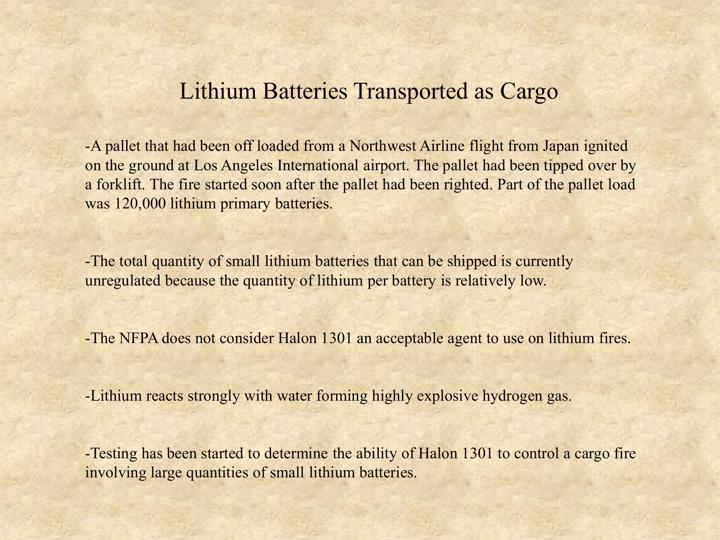 Lithium Batteries Transported as Cargo
-A pallet that had been off loaded from a Northwest Airline flight from Japan ignited
on the ground at Los Angeles International airport. The pallet had been tipped over by
a forklift. The fire started soon after the pallet had been righted. Part of the pallet load
was 120,000 lithium primary batteries.
-The total quantity of small lithium batteries that can be shipped is currently
unregulated because the quantity of lithium per battery is relatively low.
-The NFPA does not consider Halon 1301 an acceptable agent to use on lithium fires.
-Lithium reacts strongly with water forming highly explosive hydrogen gas.
-Testing has been started to determine the ability of Halon 1301 to control a cargo fire
involving large quantities of small lithium batteries.